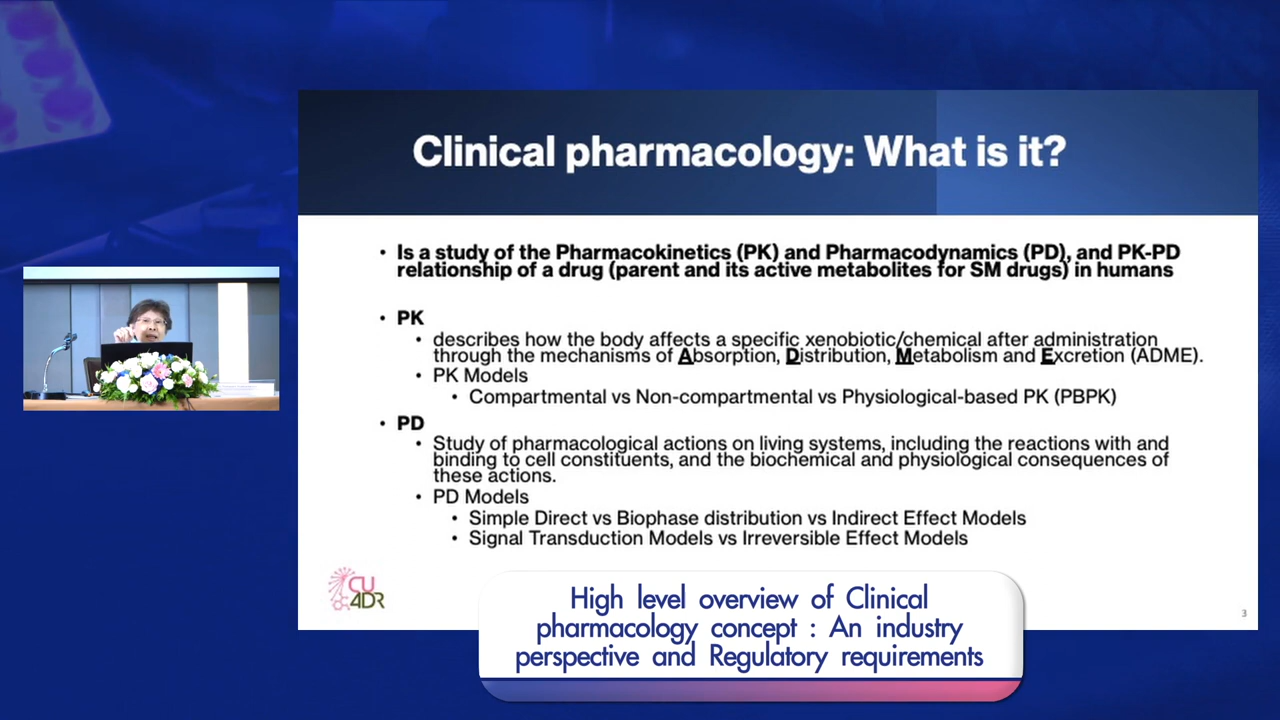 Clinical pharmacology: What is it?
• Is a study of the Pharmacokinetics (PK) and Pharmacodynamics (PD), and PK-PD
relationship of a drug (parent and its active metabolites for SM drugs) in humans
• PK
• describes how the body affects a specific xenobiotic/chemical after administration
through the mechanisms of Absorption, Distribution, Metabolism and Excretion (ADME).
• PK Models
• Compartmental vs Non-compartmental vs Physiological-based PK (PBPK)
• PD
• Study of pharmacological actions on living systems, including the reactions with and
binding to cell constituents, and the biochemical and physiological consequences of
these actions.
• PD Models
• Simple Direct vs Biophase distribution vs Indirect Effect Models
• Signal Transduction Models vs Irreversible Effect Models
CU
4DR
3
High level overview of Clinical
pharmacology concept : An industry
perspective and Regulatory requirements